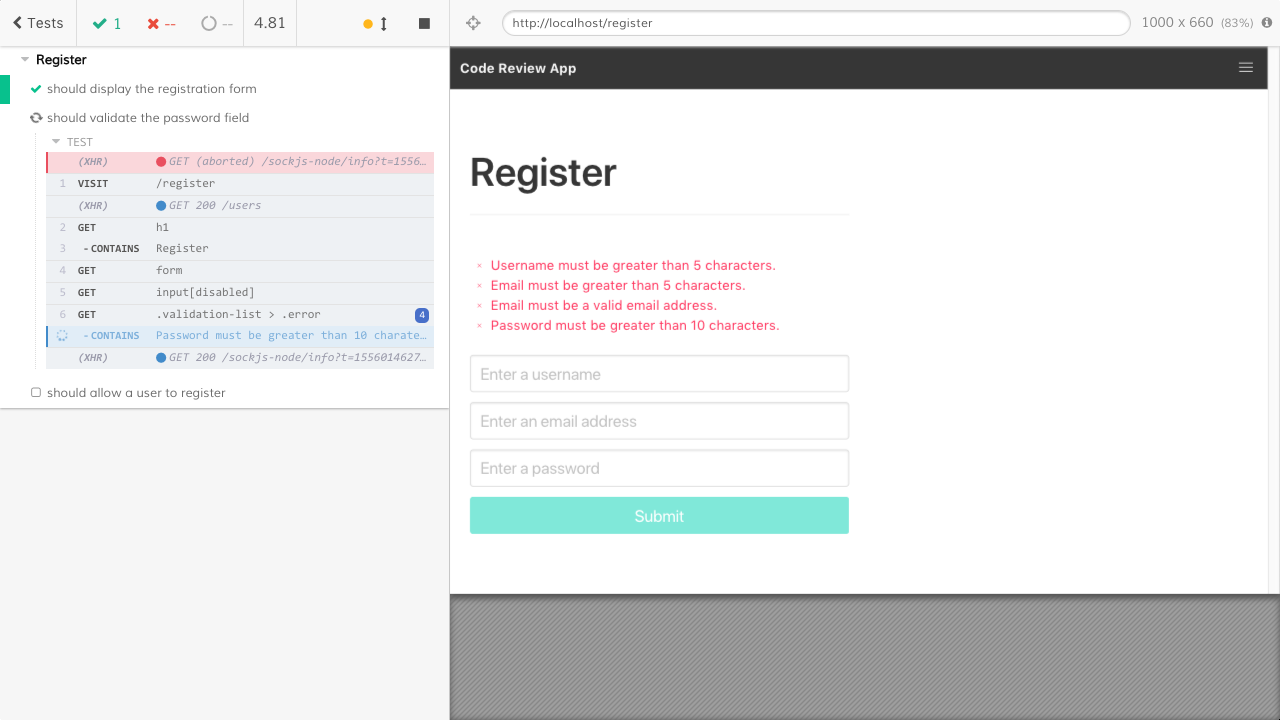 Tests 1 -- -- 4.81 http://localhost/register 1000 x 660 (83%)
Register
should display the registration form
should validate the password field
TEST
(XHR) GET (aborted) /sockjs-node/info?t=1556…
1 VISIT /register
(XHR) GET 200 /users
2 GET h1
3 - CONTAINS Register
4 GET form
5 GET input[disabled]
6 GET .validation-list > .error 4
- CONTAINS Password must be greater than 10 charate…
(XHR) GET 200 /sockjs-node/info?t=1556014627…
should allow a user to register
Code Review App
Register
× Username must be greater than 5 characters.
× Email must be greater than 5 characters.
× Email must be a valid email address.
× Password must be greater than 10 characters.
Enter a username
Enter an email address
Enter a password
Submit